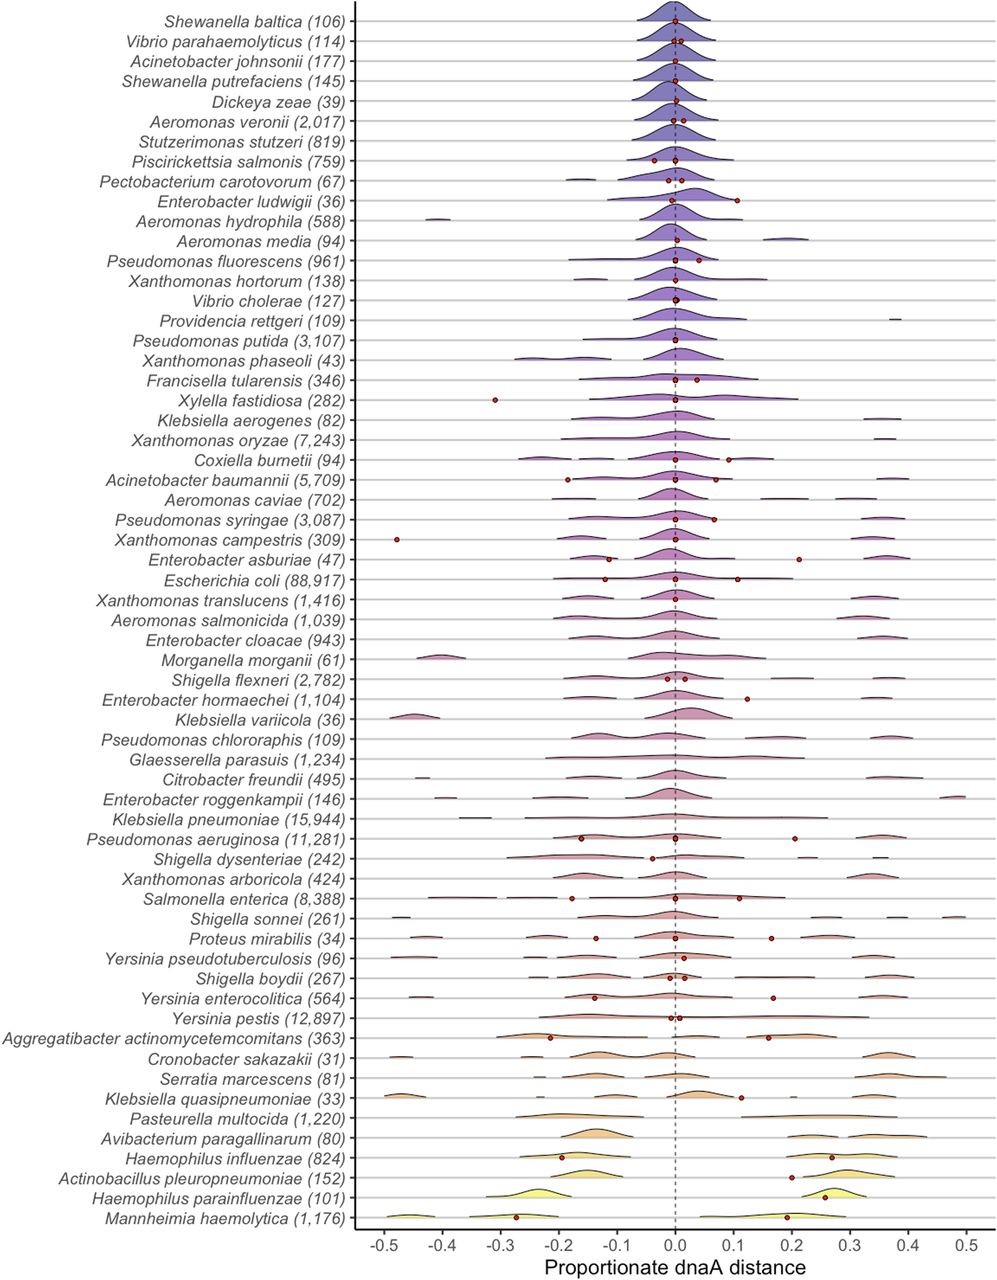 Shewanella baltica (106)
Vibrio parahaemolyticus (114)
Acinetobacter johnsonii (177)
Shewanella putrefaciens (145)
Dickeya zeae (39)
Aeromonas veronii (2,017)
Stutzerimonas stutzeri (819)
Piscirickettsia salmonis (759)
Pectobacterium carotovorum (67)
Enterobacter ludwigii (36)
Aeromonas hydrophila (588)
Aeromonas media (94)
Pseudomonas fluorescens (961)
Xanthomonas hortorum (138)
Vibrio cholerae (127)
Providencia rettgeri (109)
Pseudomonas putida (3,107)
Xanthomonas phaseoli (43)
Francisella tularensis (346)
Xylella fastidiosa (282)
Klebsiella aerogenes (82)
Xanthomonas oryzae (7,243)
Coxiella burnetii (94)
Acinetobacter baumannii (5,709)
Aeromonas caviae (702)
Pseudomonas syringae (3,087)
Xanthomonas campestris (309)
Enterobacter asburiae (47)
Escherichia coli (88,917)
Xanthomonas translucens (1,416)
Aeromonas salmonicida (1,039)
Enterobacter cloacae (943)
Morganella morganii (61)
Shigella flexneri (2,782)
Enterobacter hormaechei (1,104)
Klebsiella variicola (36)
Pseudomonas chlororaphis (109)
Glaesserella parasuis (1,234)
Citrobacter freundii (495)
Enterobacter roggenkampii (146)
Klebsiella pneumoniae (15,944)
Pseudomonas aeruginosa (11,281)
Shigella dysenteriae (242)
Xanthomonas arboricola (424)
Salmonella enterica (8,388)
Shigella sonnei (261)
Proteus mirabilis (34)
Yersinia pseudotuberculosis (96)
Shigella boydii (267)
Yersinia enterocolitica (564)
Yersinia pestis (12,897)
Aggregatibacter actinomycetemcomitans (363)
Cronobacter sakazakii (31)
Serratia marcescens (81)
Klebsiella quasipneumoniae (33)
Pasteurella multocida (1,220)
Avibacterium paragallinarum (80)
Haemophilus influenzae (824)
Actinobacillus pleuropneumoniae (152)
Haemophilus parainfluenzae (101)
Mannheimia haemolytica (1,176)
-0.5 -0.4 -0.3 -0.2 -0.1 0.0 0.1 0.2 0.3 0.4 0.5
Proportionate dnaA distance